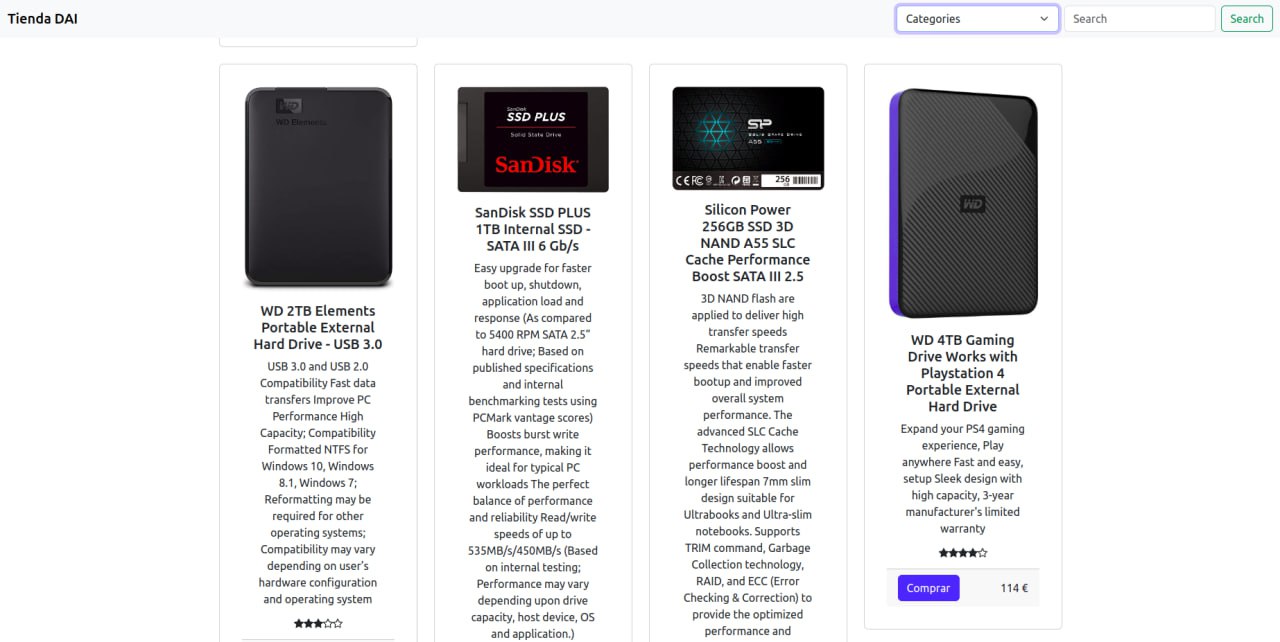 Tienda DAI
Categories
Search
Search
WD
WD Elements
WD 2TB Elements
Portable External
Hard Drive - USB 3.0
USB 3.0 and USB 2.0
Compatibility Fast data
transfers Improve PC
Performance High
Capacity; Compatibility
Formatted NTFS for
Windows 10, Windows
8.1, Windows 7;
Reformatting may be
required for other
operating systems;
Compatibility may vary
depending on user’s
hardware configuration
and operating system
SanDisk
SSD PLUS
Solid State Drive
SanDisk
SanDisk SSD PLUS
1TB Internal SSD -
SATA III 6 Gb/s
Easy upgrade for faster
boot up, shutdown,
application load and
response (As compared
to 5400 RPM SATA 2.5”
hard drive; Based on
published specifications
and internal
benchmarking tests using
PCMark vantage scores)
Boosts burst write
performance, making it
ideal for typical PC
workloads The perfect
balance of performance
and reliability Read/write
speeds of up to
535MB/s/450MB/s (Based
on internal testing;
Performance may vary
depending upon drive
capacity, host device, OS
and application.)
SP
SOLID STATE DRIVE
A55
CE FC
256
Silicon Power
256GB SSD 3D
NAND A55 SLC
Cache Performance
Boost SATA III 2.5
3D NAND flash are
applied to deliver high
transfer speeds
Remarkable transfer
speeds that enable faster
bootup and improved
overall system
performance. The
advanced SLC Cache
Technology allows
performance boost and
longer lifespan 7mm slim
design suitable for
Ultrabooks and Ultra-slim
notebooks. Supports
TRIM command, Garbage
Collection technology,
RAID, and ECC (Error
Checking & Correction) to
provide the optimized
performance and
WD
WD 4TB Gaming
Drive Works with
Playstation 4
Portable External
Hard Drive
Expand your PS4 gaming
experience, Play
anywhere Fast and easy,
setup Sleek design with
high capacity, 3-year
manufacturer's limited
warranty
Comprar
114 €